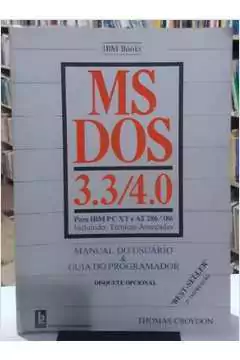 IBM Books
MS
DOS
3.3/4.0
Para IBM PC XT e AT 286/386
Incluindo: Técnicas Avançadas
MANUAL DO USUÁRIO
&
GUIA DO PROGRAMADOR
DISQUETE OPCIONAL
"BEST-SELLER"
THOMAS CROYDON